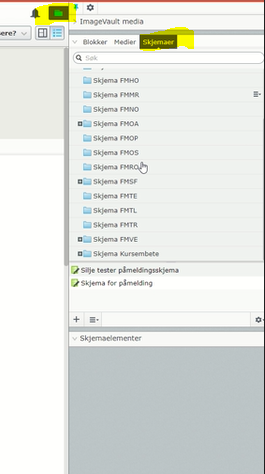 ImageVault media
sere?
Blokker Medier Skjemaer
Søk
Skjema FMHO
Skjema FMMR
Skjema FMNO
Skjema FMOA
Skjema FMOP
Skjema FMOS
Skjema FMRO
Skjema FMSF
Skjema FMTE
Skjema FMTL
Skjema FMTR
Skjema FMVE
Skjema Kursembete
Silje tester påmeldingsskjema
Skjema for påmelding
Skjemaelementer